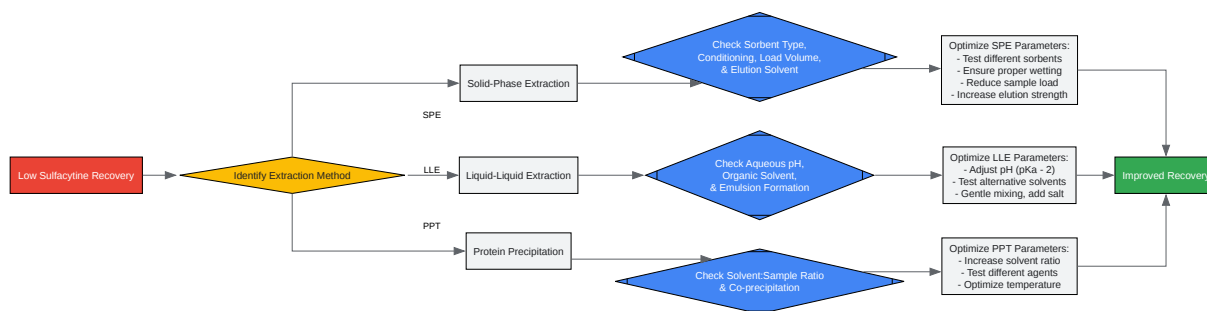 Low Sulfacytine Recovery
Identify Extraction Method
SPE
LLE
PPT
Solid-Phase Extraction
Liquid-Liquid Extraction
Protein Precipitation
Check Sorbent Type,
Conditioning, Load Volume,
& Elution Solvent
Check Aqueous pH,
Organic Solvent,
& Emulsion Formation
Check Solvent:Sample Ratio
& Co-precipitation
Optimize SPE Parameters:
- Test different sorbents
- Ensure proper wetting
- Reduce sample load
- Increase elution strength
Optimize LLE Parameters:
- Adjust pH (pKa - 2)
- Test alternative solvents
- Gentle mixing, add salt
Optimize PPT Parameters:
- Increase solvent ratio
- Test different agents
- Optimize temperature
Improved Recovery